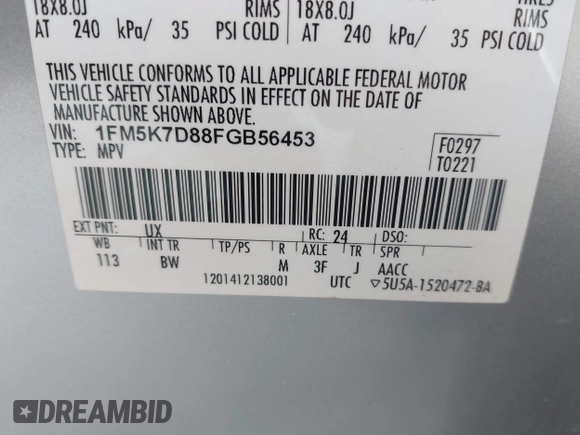 18X8.0J RIMS 18X8.0J RIMS
AT 240 kPa/ 35 PSI COLD AT 240 kPa/ 35 PSI COLD
THIS VEHICLE CONFORMS TO ALL APPLICABLE FEDERAL MOTOR
VEHICLE SAFETY STANDARDS IN EFFECT ON THE DATE OF
MANUFACTURE SHOWN ABOVE.
VIN: 1FM5K7D88FGB56453
TYPE: MPV
F0297
T0221
EXT PNT: UX RC: 24 DSO:
WB INT TR TP/PS R AXLE TR SPR
113 BW M 3F J AACC
1201412138001 UTC ▽5U5A-1520472-BA
DREAMBID